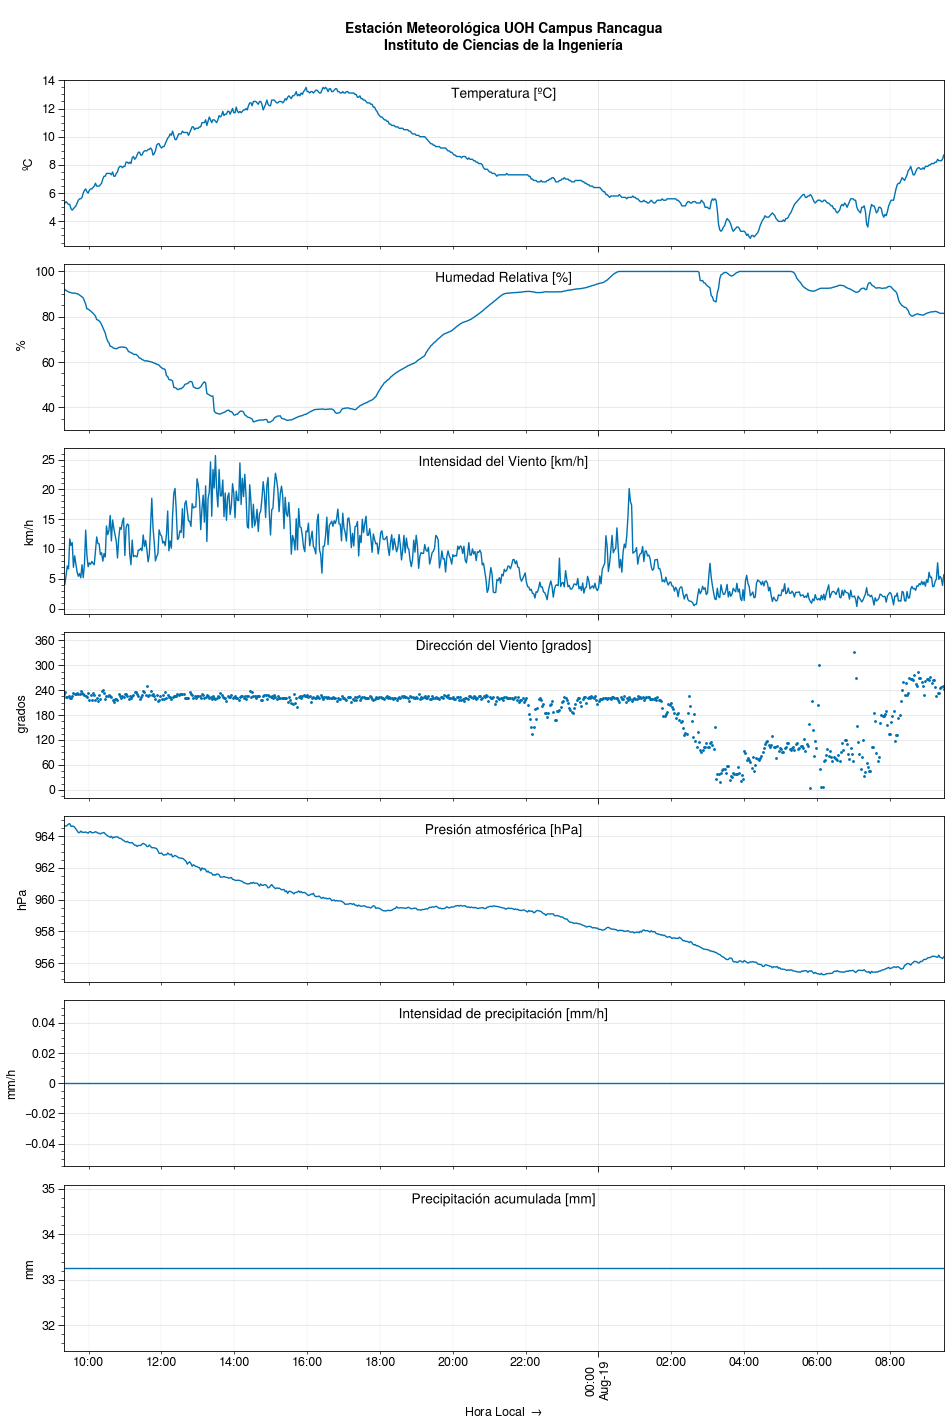 Estación Meteorológica UOH Campus Rancagua
Instituto de Ciencias de la Ingeniería
Temperatura [ºC]
ºC
14
12
10
8
6
4
Humedad Relativa [%]
%
100
80
60
40
Intensidad del Viento [km/h]
km/h
25
20
15
10
5
0
Dirección del Viento [grados]
grados
360
300
240
180
120
60
0
Presión atmosférica [hPa]
hPa
964
962
960
958
956
Intensidad de precipitación [mm/h]
mm/h
0.04
0.02
0
−0.02
−0.04
Precipitación acumulada [mm]
mm
35
34
33
32
10:00 12:00 14:00 16:00 18:00 20:00 22:00 00:00 02:00 04:00 06:00 08:00
Aug-19
Hora Local →